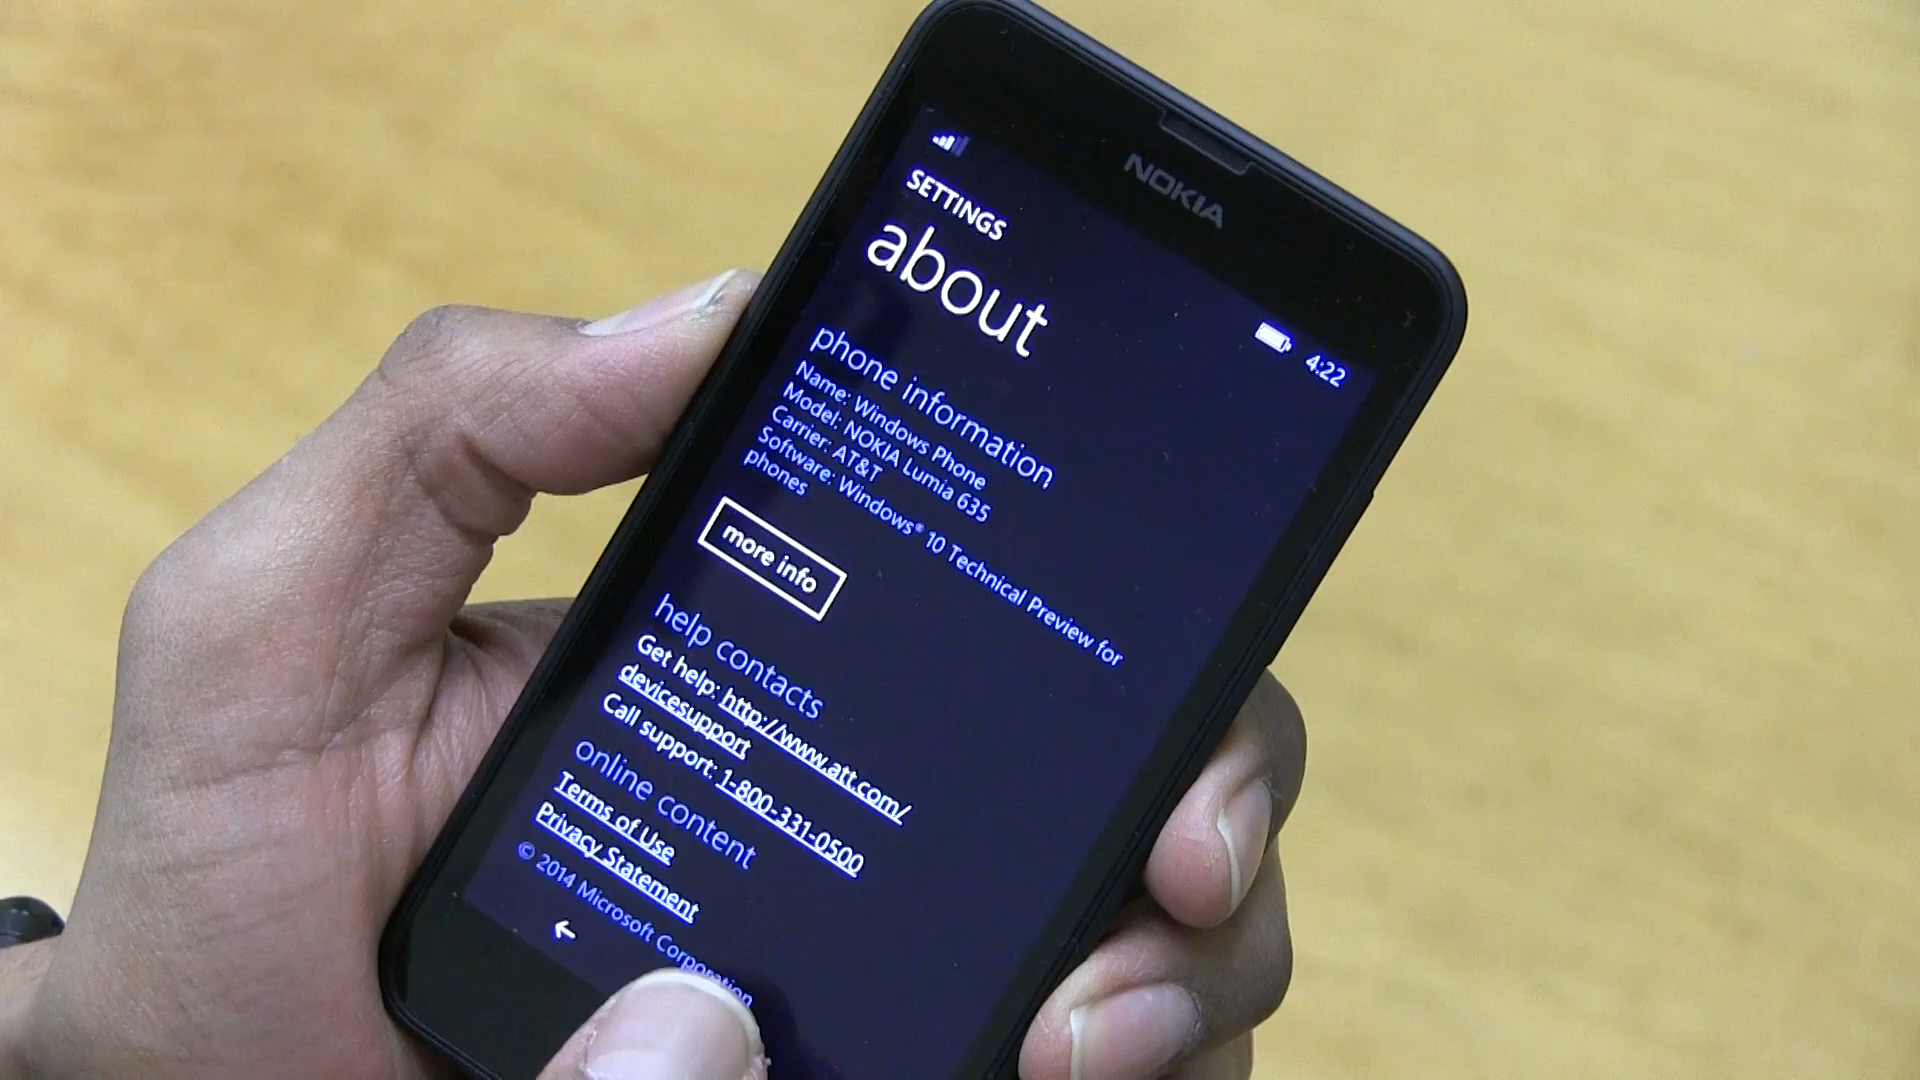 NOKIA
4:22
SETTINGS
about
phone information
Name: Windows Phone
Model: NOKIA Lumia 635
Carrier: AT&T
Software: Windows® 10 Technical Preview for
phones
more info
help contacts
Get help: http://www.att.com/
devicesupport
Call support: 1-800-331-0500
online content
Terms of Use
Privacy Statement
© 2014 Microsoft Corporation